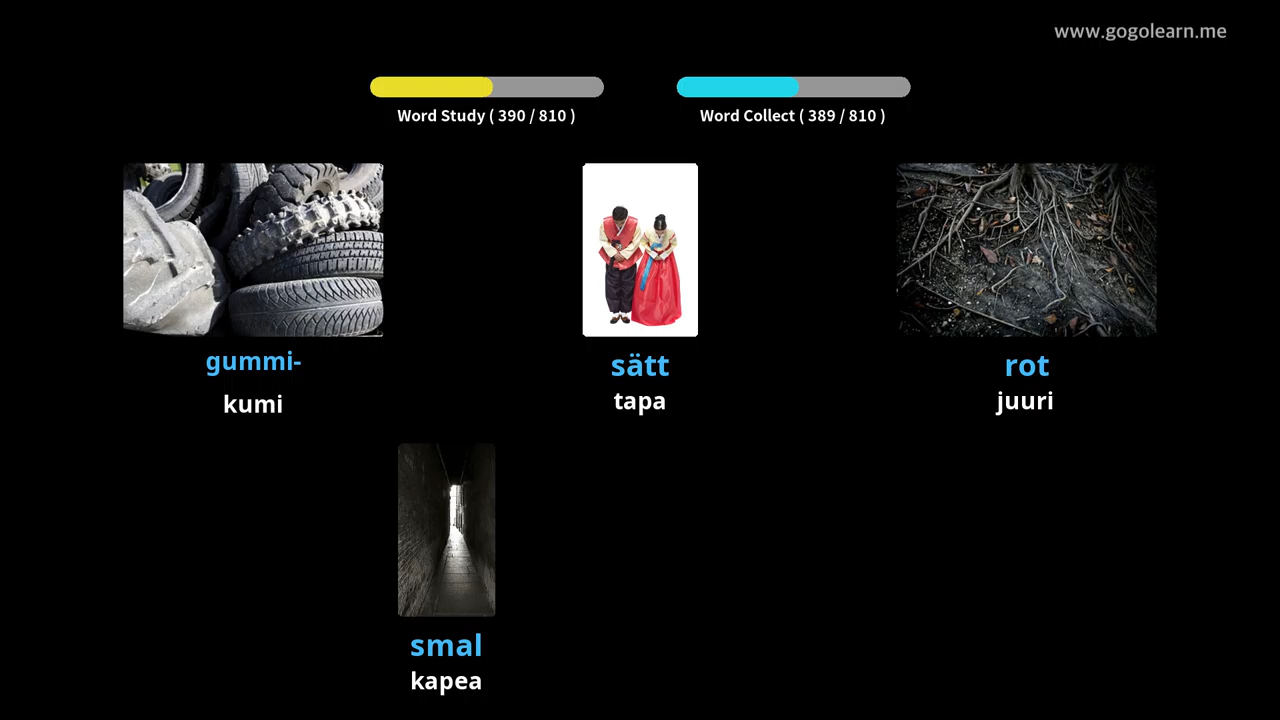 www.gogolearn.me
Word Study ( 390 / 810 )
Word Collect ( 389 / 810 )
gummi-
kumi
sätt
tapa
rot
juuri
smal
kapea